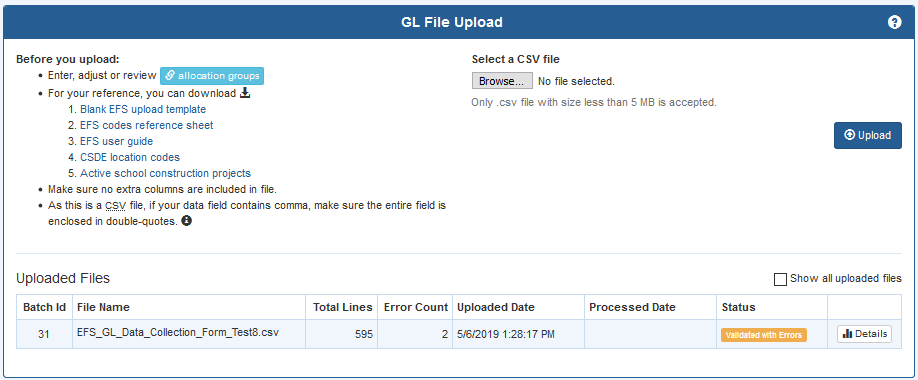 GL File Upload
Before you upload:
Enter, adjust or review allocation groups
For your reference, you can download
1. Blank EFS upload template
2. EFS codes reference sheet
3. EFS user guide
4. CSDE location codes
5. Active school construction projects
Make sure no extra columns are included in file.
As this is a CSV file, if your data field contains comma, make sure the entire field is
enclosed in double-quotes.
Select a CSV file
Browse... No file selected.
Only .csv file with size less than 5 MB is accepted.
Upload
Uploaded Files
Show all uploaded files
Batch Id File Name Total Lines Error Count Uploaded Date Processed Date Status
31 EFS_GL_Data_Collection_Form_Test8.csv 595 2 5/6/2019 1:28:17 PM Validated with Errors Details